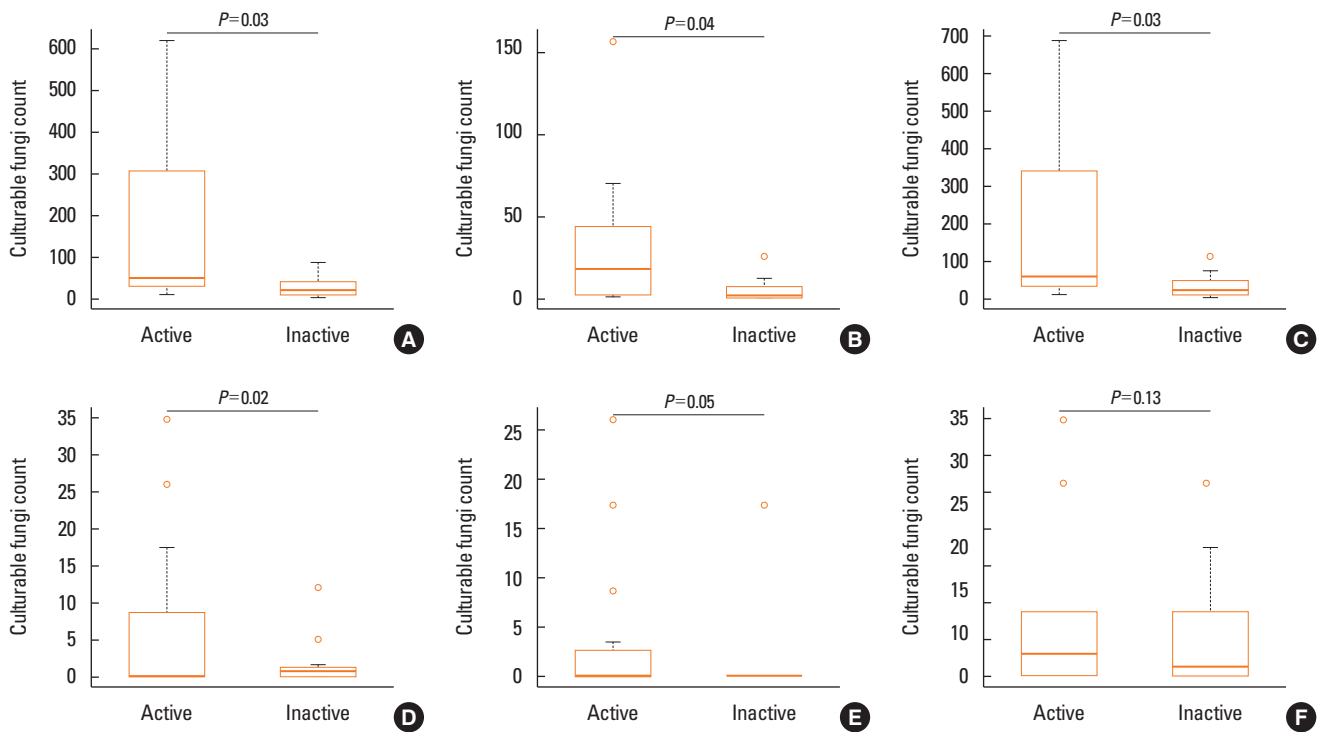 P=0.03
Culturable fungi count
600
500
400
300
200
100
0
Active
Inactive
A
P=0.04
Culturable fungi count
150
100
50
0
Active
Inactive
B
P=0.03
Culturable fungi count
700
600
500
400
300
200
100
0
Active
Inactive
C
P=0.02
Culturable fungi count
35
30
25
20
15
10
5
0
Active
Inactive
D
P=0.05
Culturable fungi count
25
20
15
10
5
0
Active
Inactive
E
P=0.13
Culturable fungi count
35
30
25
20
15
10
0
Active
Inactive
F